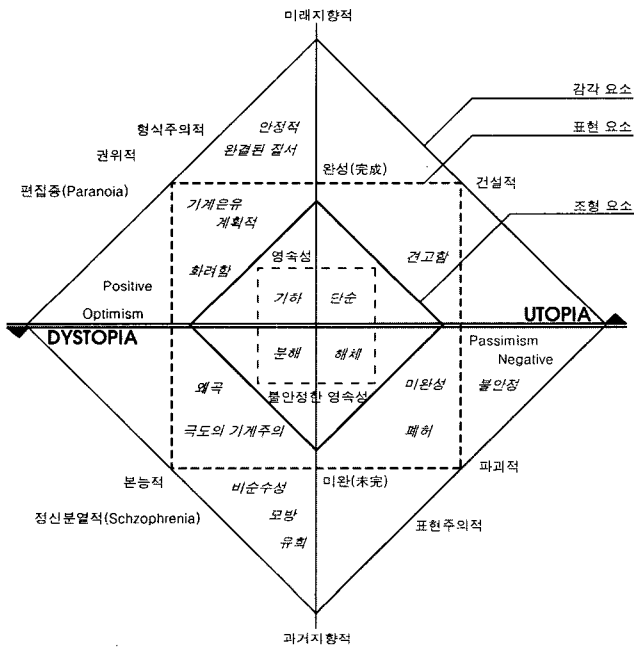 미래지향적
감각 요소
형식주의적
안정적
표현 요소
권위적
완결된 질서
완성(完成)
건설적
편집증(Paranoia)
기계은유
계획적
조형 요소
영속성
견고함
화려함
Positive
기하
단순
Optimism
UTOPIA
DYSTOPIA
Passimism
Negative
분해
해체
왜곡
미완성
불안정
불안정한 영속성
극도의 기계주의
폐허
파괴적
본능적
비순수성
미완(未完)
정신분열적(Schzophrenia)
모방
표현주의적
유희
과거지향적